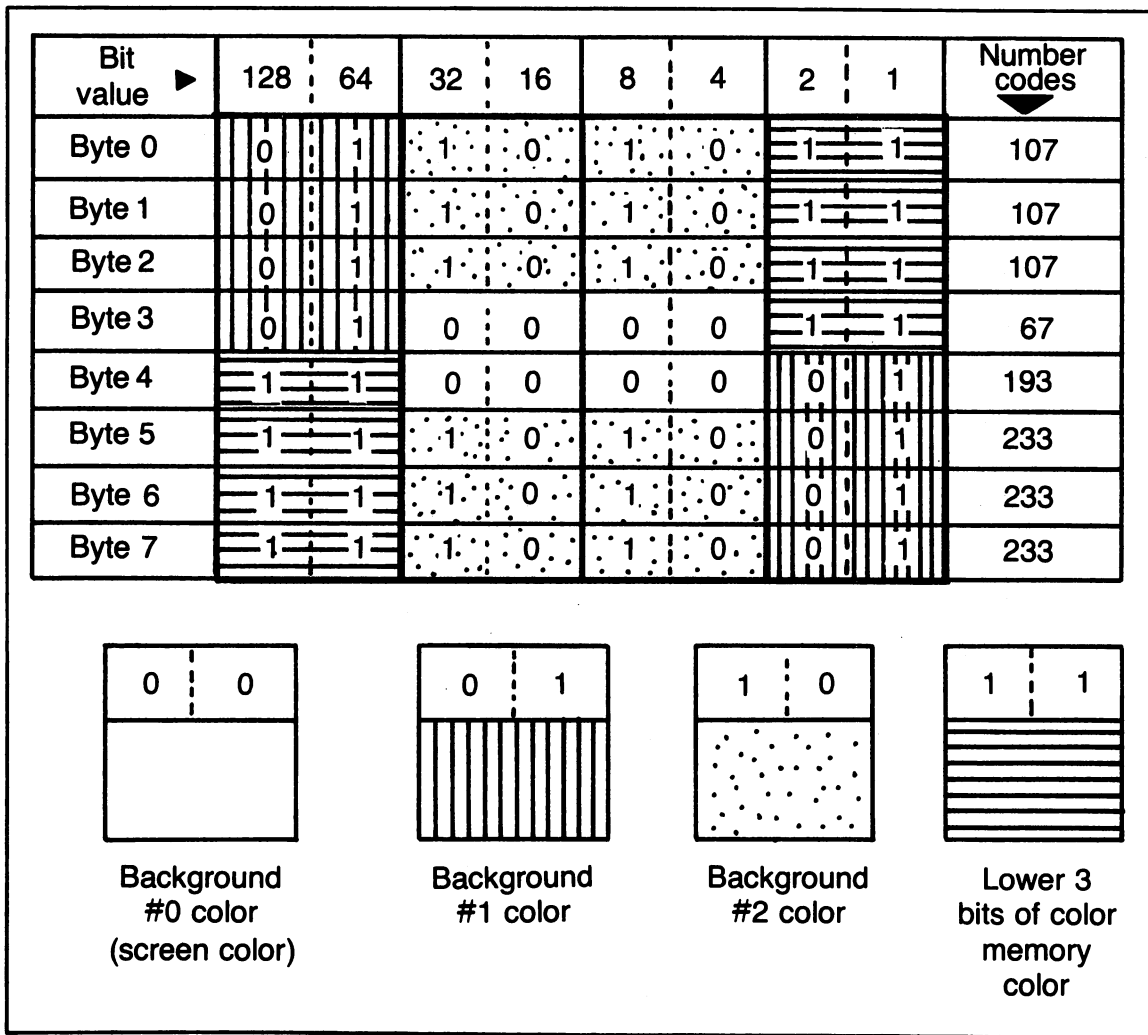 Bit value ▶ 128 64 32 16 8 4 2 1 Number codes ▼
Byte 0 0 1 1 0 1 0 1 1 107
Byte 1 0 1 1 0 1 0 1 1 107
Byte 2 0 1 1 0 1 0 1 1 107
Byte 3 0 1 0 0 0 0 1 1 67
Byte 4 1 1 0 0 0 0 0 1 193
Byte 5 1 1 1 0 1 0 0 1 233
Byte 6 1 1 1 0 1 0 0 1 233
Byte 7 1 1 1 0 1 0 0 1 233
0 0
Background
#0 color
(screen color)
0 1
Background
#1 color
1 0
Background
#2 color
1 1
Lower 3
bits of color
memory
color